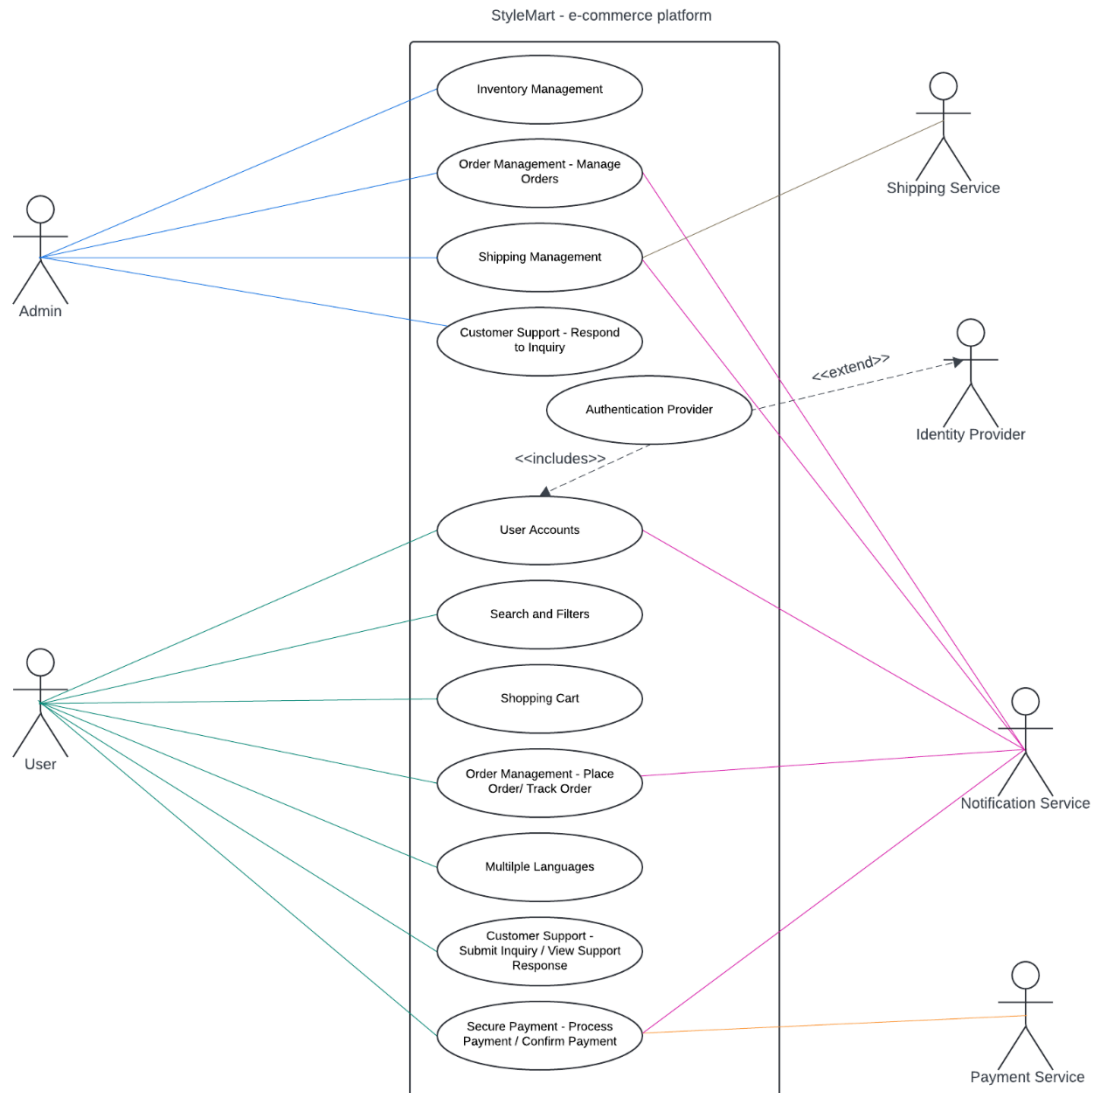 StyleMart - e-commerce platform
Inventory Management
Order Management - Manage
Orders
Shipping Service
Shipping Management
Admin
Customer Support - Respond
to Inquiry
<<extend>>
Authentication Provider
Identity Provider
<<includes>>
User Accounts
Search and Filters
Shopping Cart
User
Order Management - Place
Order/ Track Order
Notification Service
Multilple Languages
Customer Support -
Submit Inquiry / View Support
Response
Secure Payment - Process
Payment / Confirm Payment
Payment Service